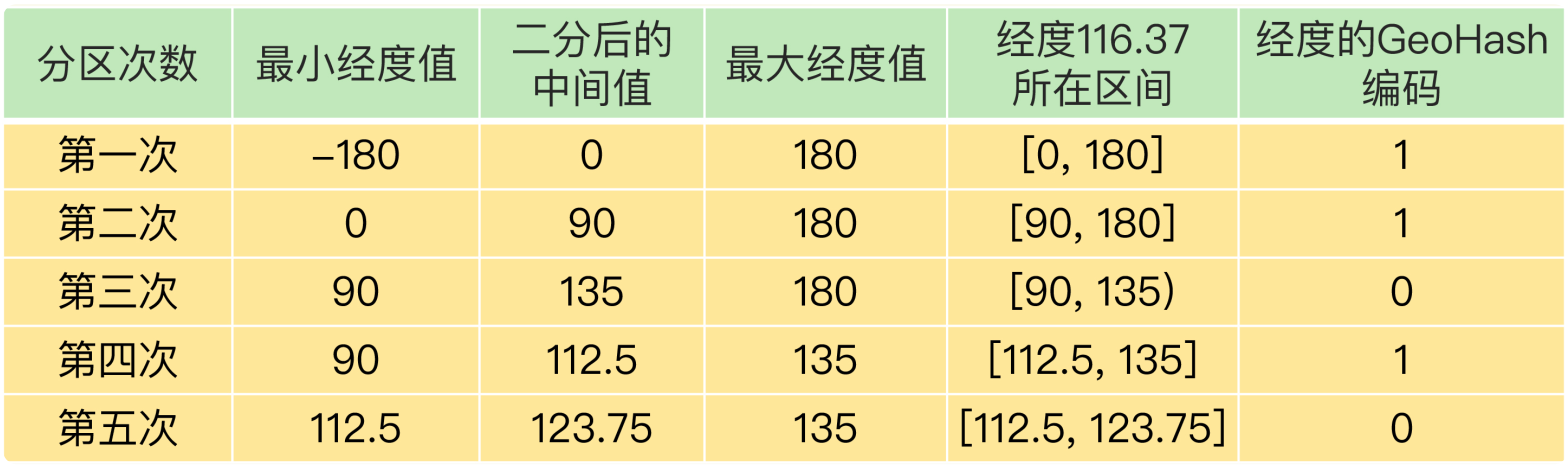 分区次数 最小经度值 二分后的中间值 最大经度值 经度116.37所在区间 经度的GeoHash编码
第一次 –180 0 180 [0, 180] 1
第二次 0 90 180 [90, 180] 1
第三次 90 135 180 [90, 135) 0
第四次 90 112.5 135 [112.5, 135] 1
第五次 112.5 123.75 135 [112.5, 123.75] 0